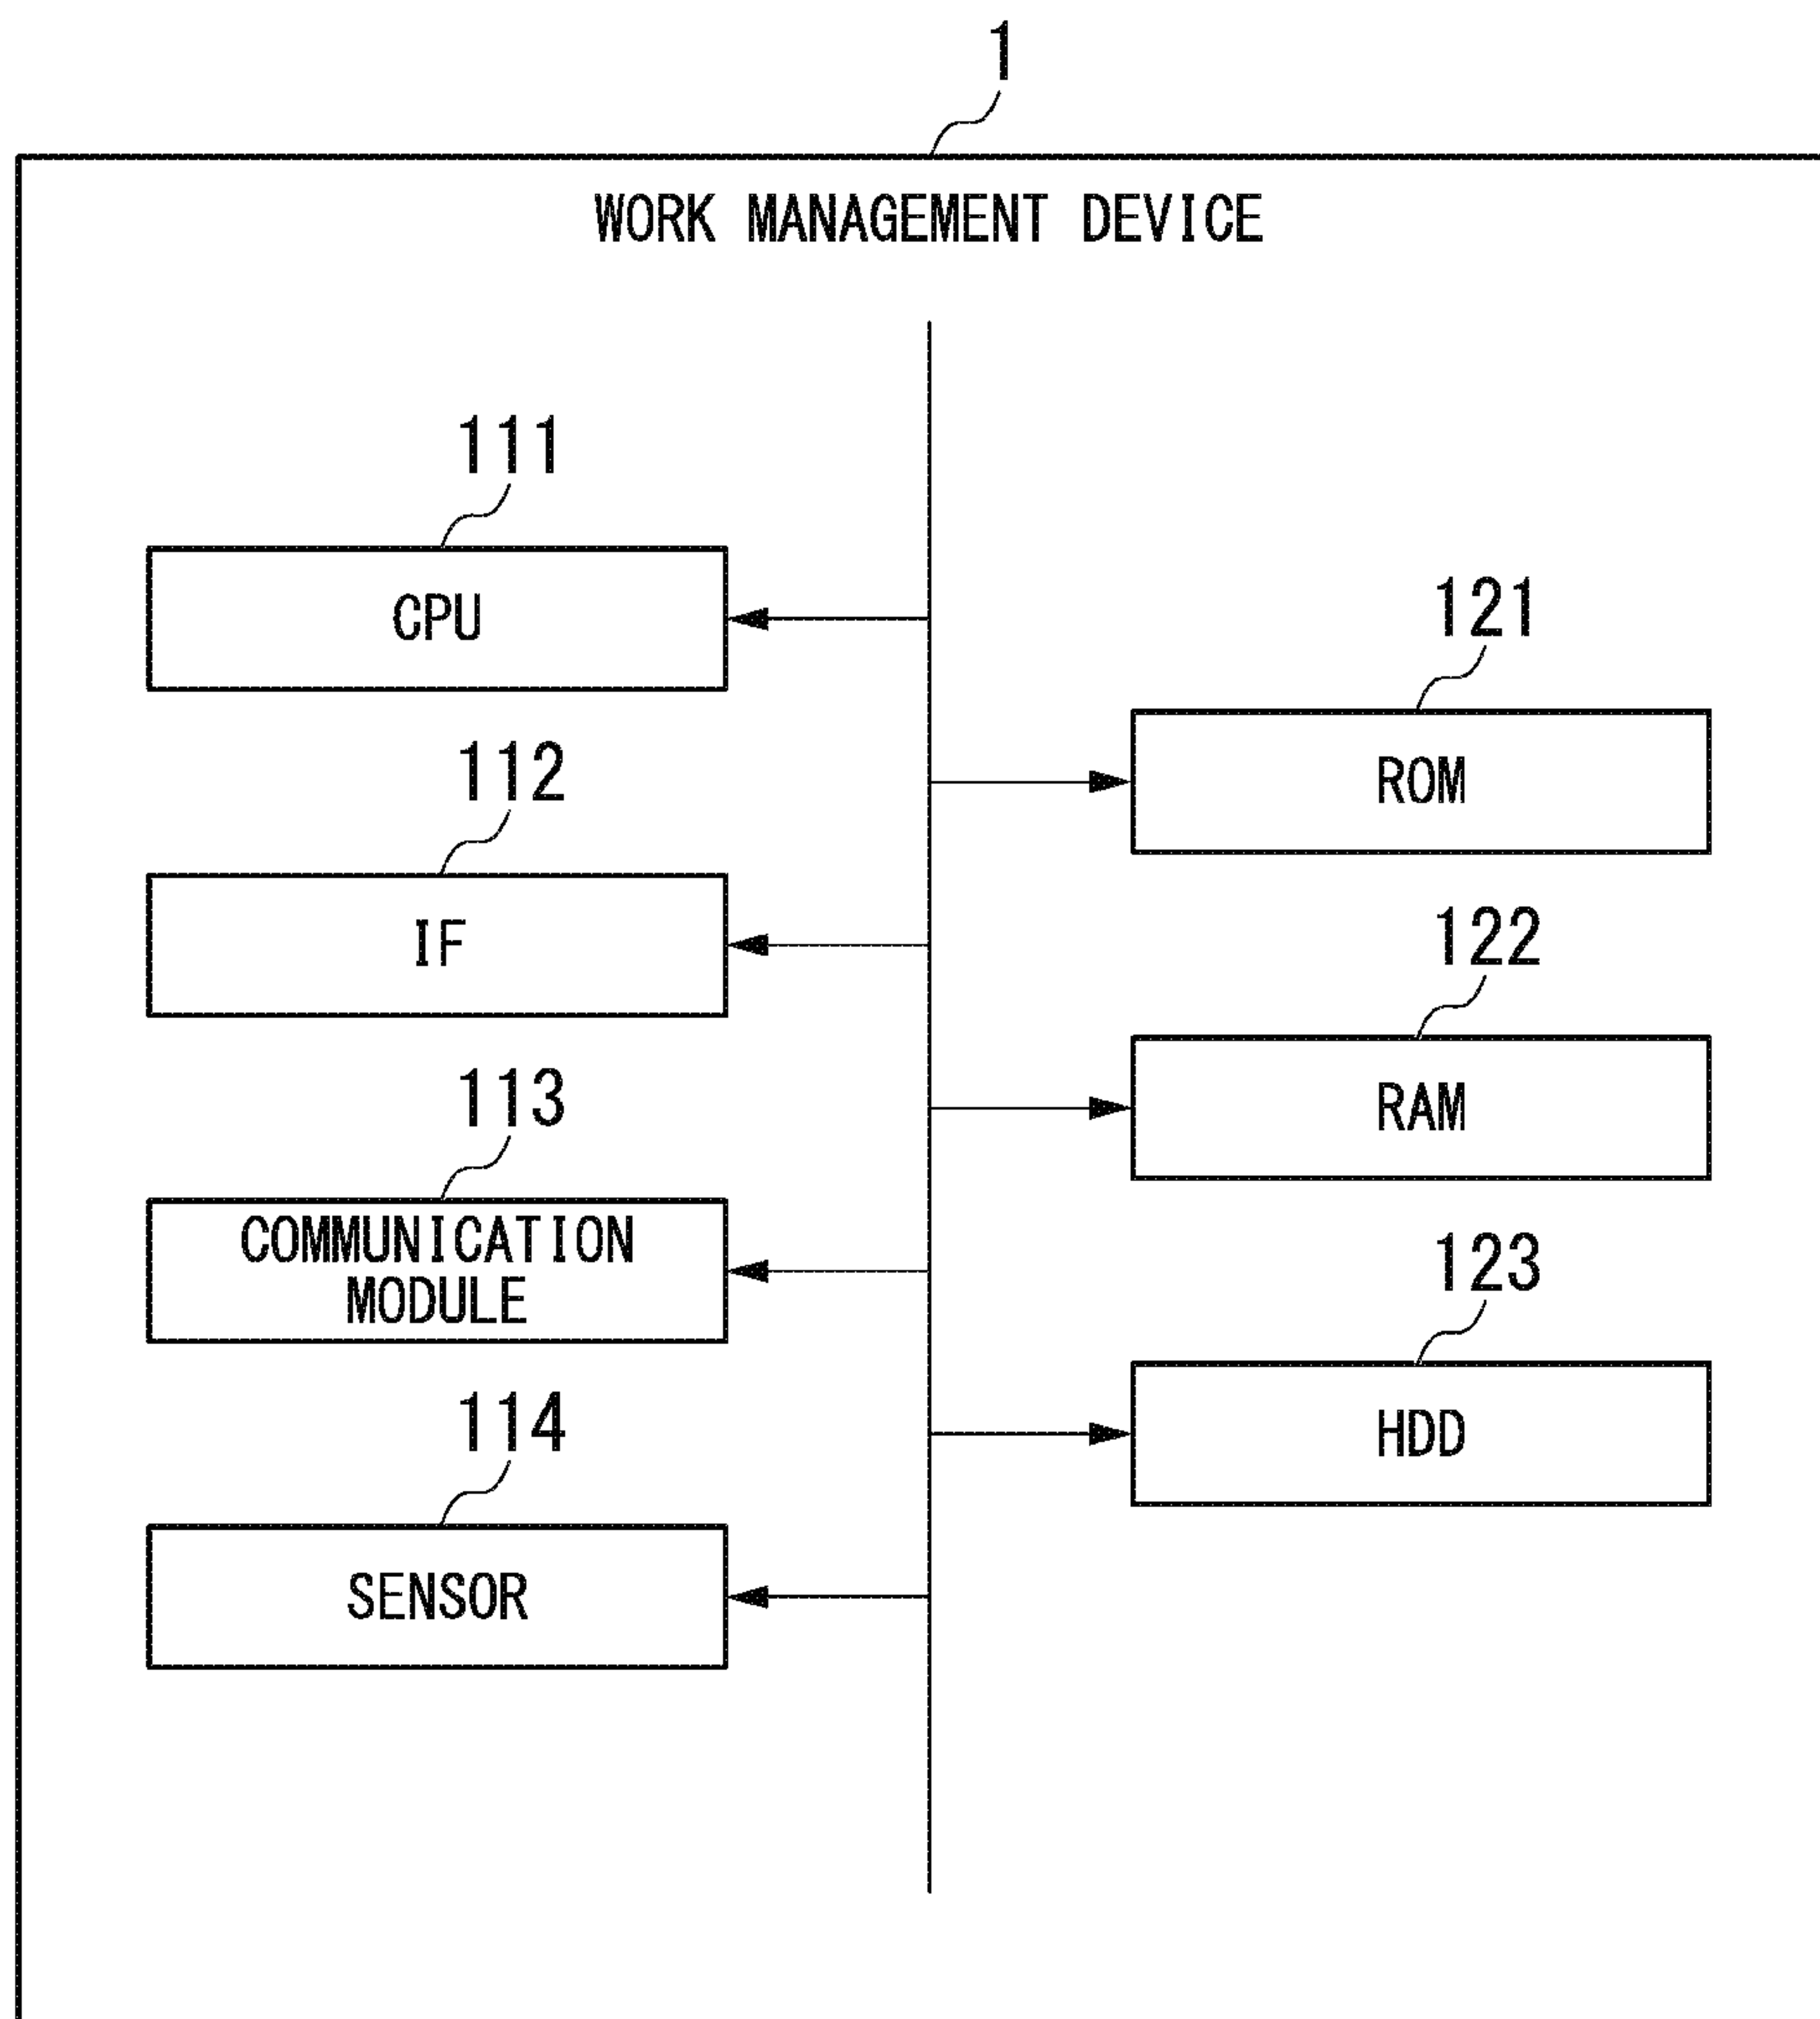 1
WORK MANAGEMENT DEVICE
111
CPU
121
ROM
112
IF
122
RAM
113
COMMUNICATION
MODULE
123
HDD
114
SENSOR